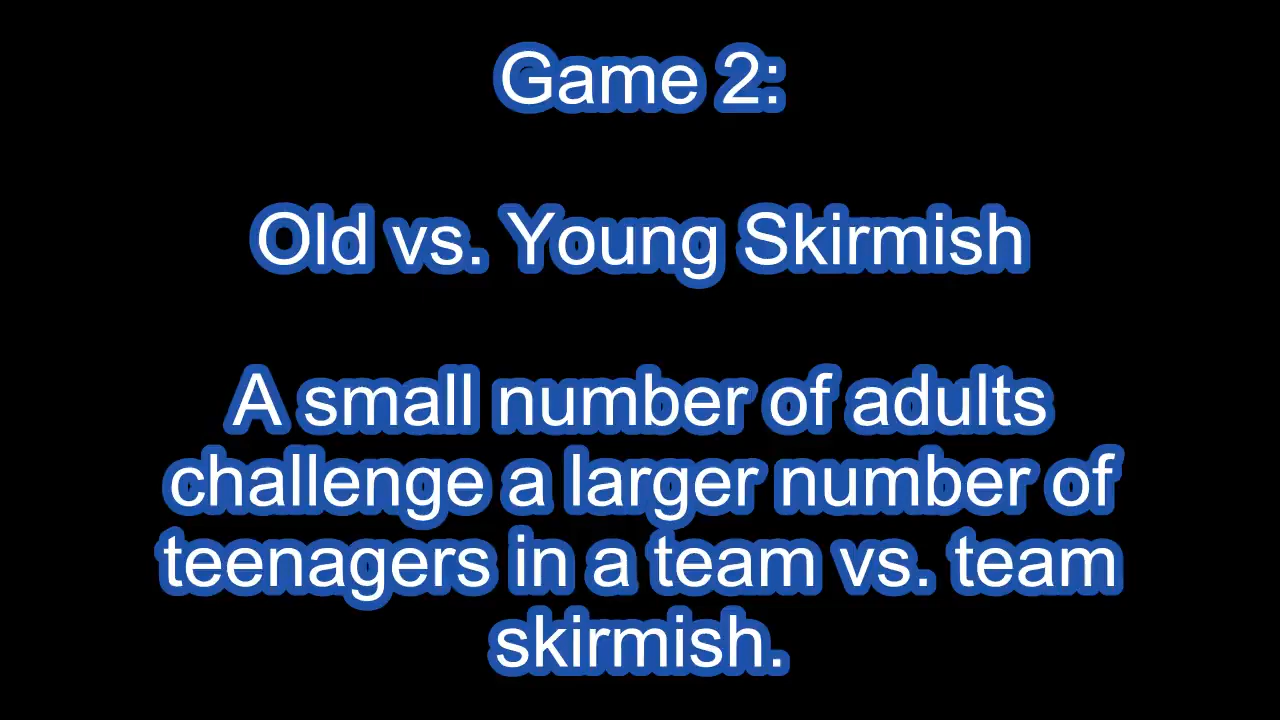 Game 2:
Old vs. Young Skirmish
A small number of adults
challenge a larger number of
teenagers in a team vs. team
skirmish.